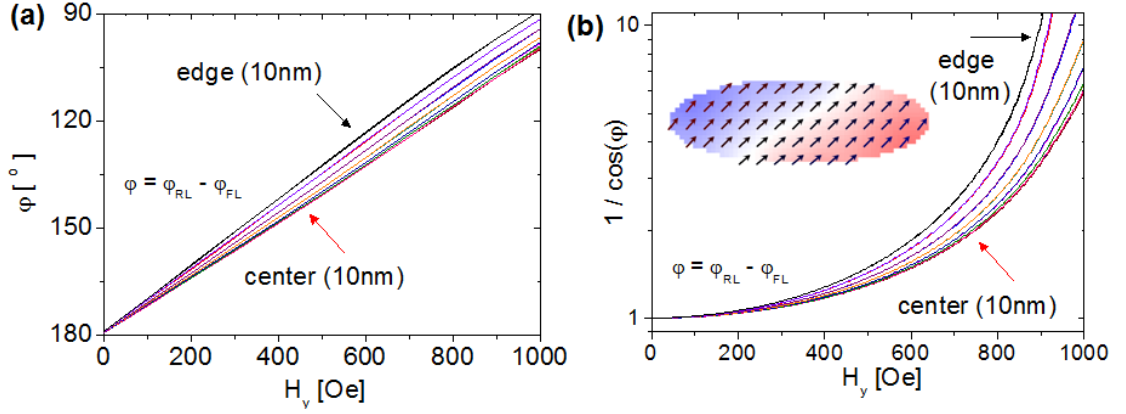 (a)
90
120
150
180
φ [ ° ]
edge (10nm)
φ = φRL - φFL
center (10nm)
0 200 400 600 800 1000
Hy [Oe]
(b)
10
1
1 / cos(φ)
edge
(10nm)
φ = φRL - φFL
center (10nm)
0 200 400 600 800 1000
Hy [Oe]